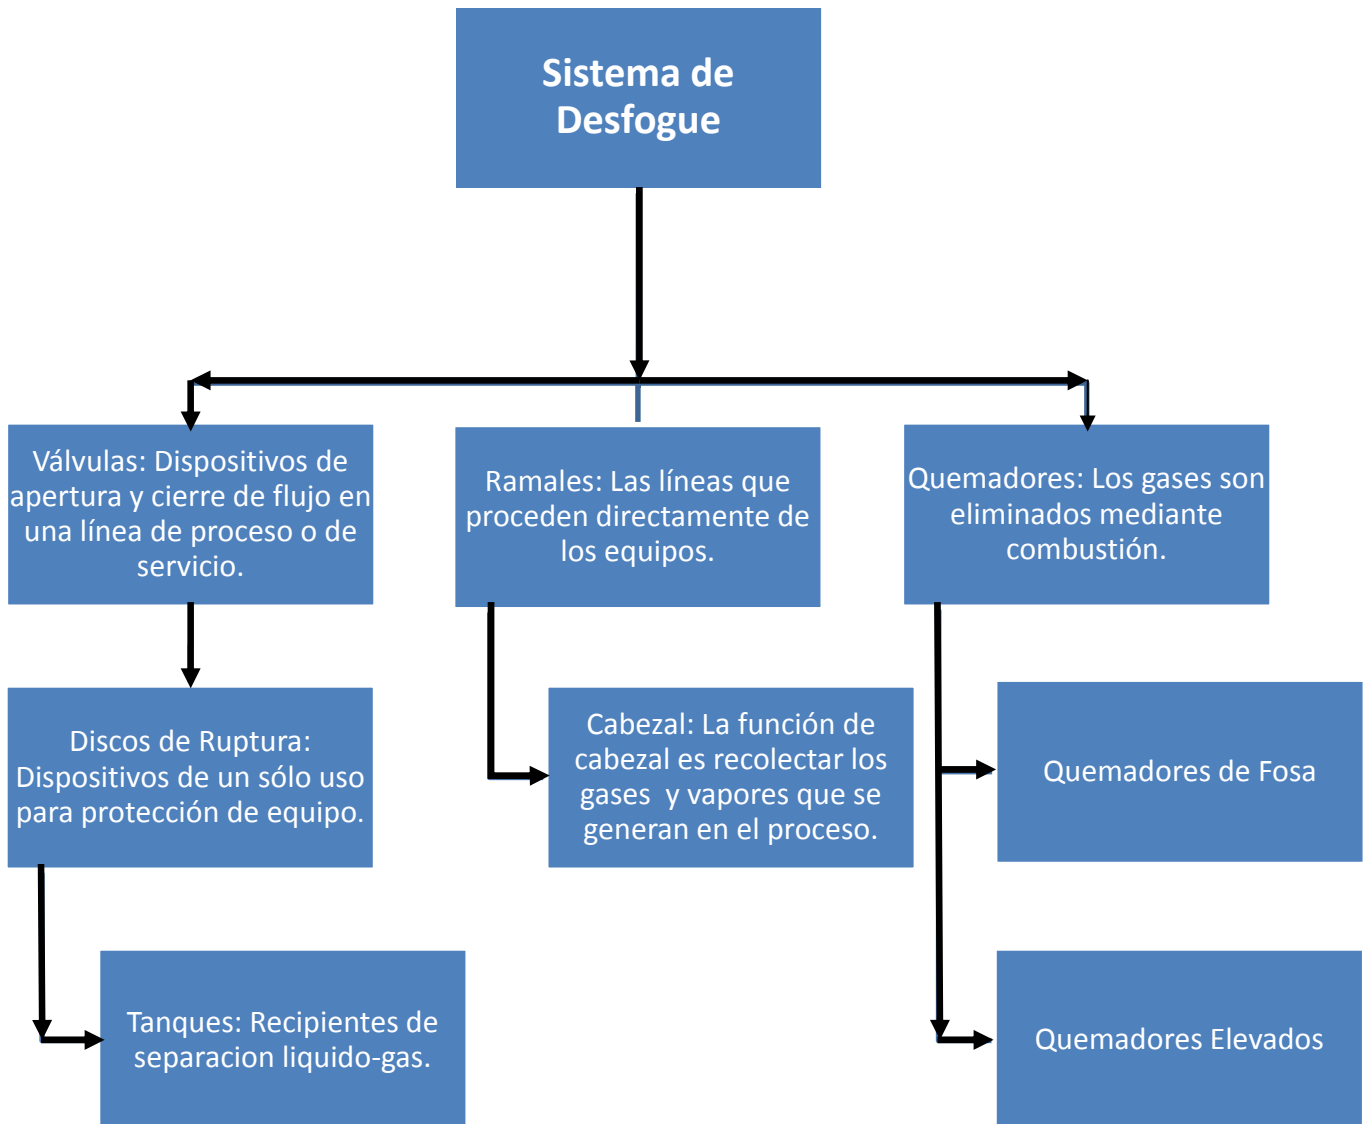 Sistema de
Desfogue
Válvulas: Dispositivos de
apertura y cierre de flujo en
una línea de proceso o de
servicio.
Ramales: Las líneas que
proceden directamente de
los equipos.
Quemadores: Los gases son
eliminados mediante
combustión.
Discos de Ruptura:
Dispositivos de un sólo uso
para protección de equipo.
Cabezal: La función de
cabezal es recolectar los
gases  y vapores que se
generan en el proceso.
Quemadores de Fosa
Tanques: Recipientes de
separacion liquido-gas.
Quemadores Elevados